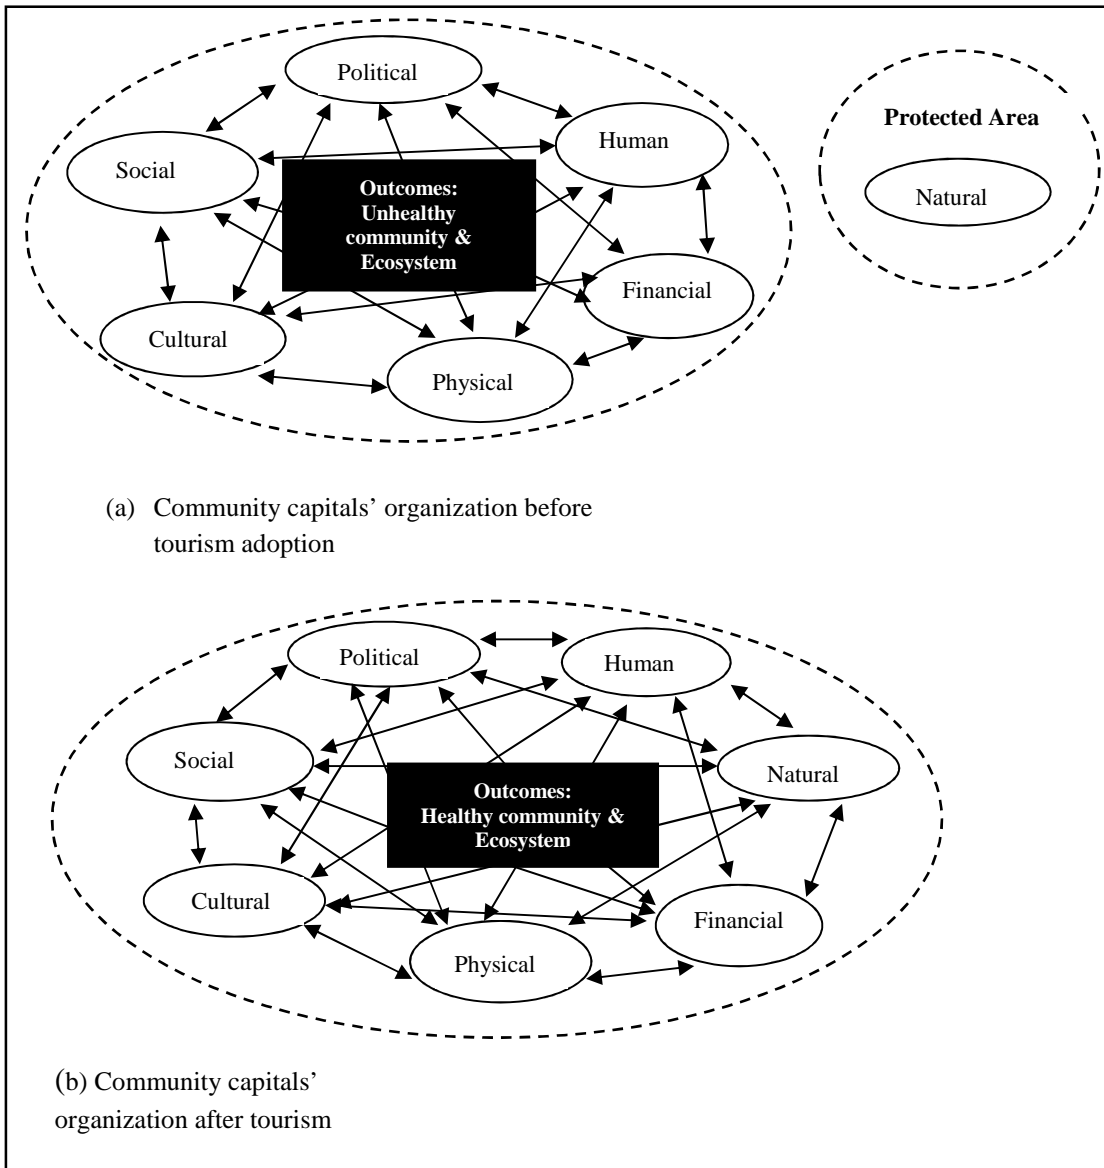 Political
Human
Social
Outcomes:
Unhealthy
community &
Ecosystem
Financial
Cultural
Physical
Protected Area
Natural
(a) Community capitals’ organization before
tourism adoption
Political
Human
Social
Natural
Outcomes:
Healthy community &
Ecosystem
Cultural
Financial
Physical
(b) Community capitals’
organization after tourism